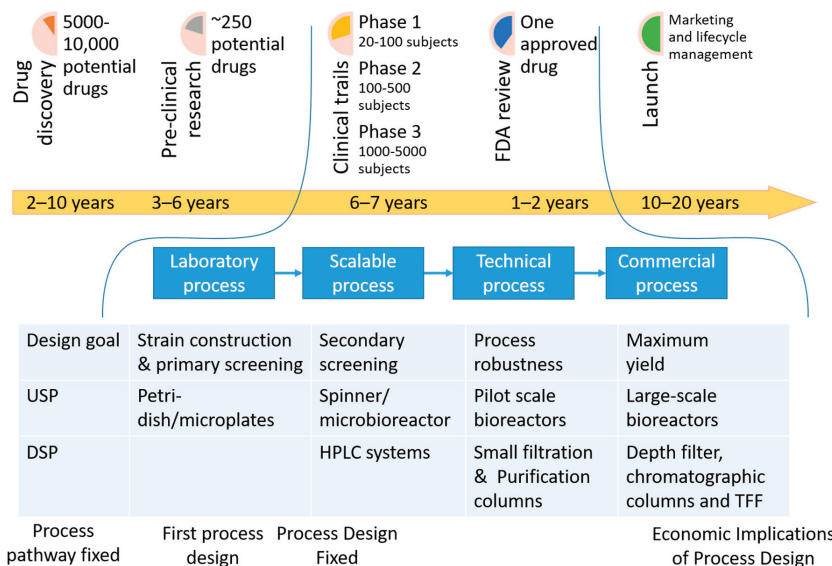 Drug
discovery
5000-
10,000
potential
drugs
Pre-clinical
research
~250
potential
drugs
Clinical trails
Phase 1
20-100 subjects
Phase 2
100-500
subjects
Phase 3
1000-5000
subjects
FDA review
One
approved
drug
Launch
Marketing
and lifecycle
management
2–10 years
3–6 years
6–7 years
1–2 years
10–20 years
Laboratory
process
Scalable
process
Technical
process
Commercial
process
Design goal
Strain construction
& primary screening
Secondary
screening
Process
robustness
Maximum
yield
USP
Petri-
dish/microplates
Spinner/
microbioreactor
Pilot scale
bioreactors
Large-scale
bioreactors
DSP
HPLC systems
Small filtration
& Purification
columns
Depth filter,
chromatographic
columns and TFF
Process
pathway fixed
First process
design
Process Design
Fixed
Economic Implications
of Process Design